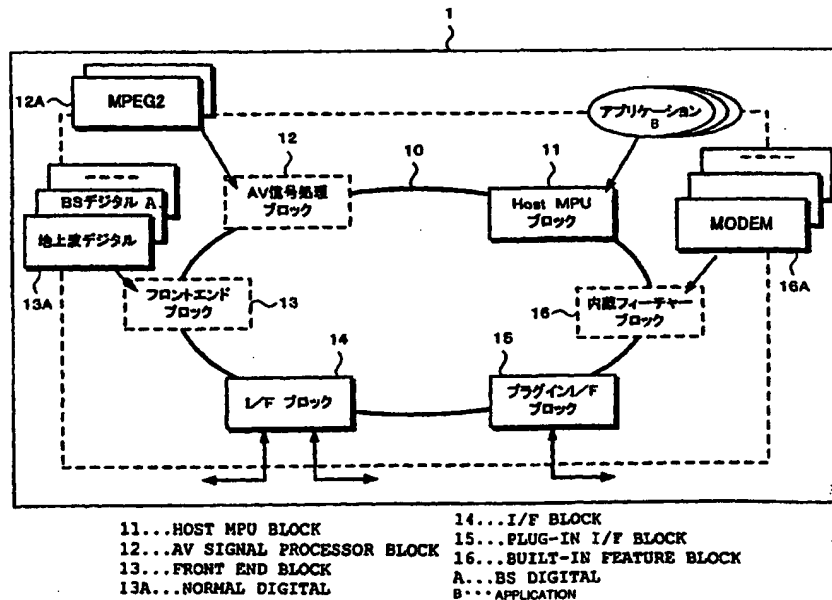 1
12A
MPEG2
アプリケーション
B
12
AV信号処理
ブロック
10
11
Host MPU
ブロック
BSデジタル A
地上波デジタル
13A
MODEM
16A
フロントエンド
ブロック
13
16
内蔵フィーチャー
ブロック
14
I/F ブロック
15
プラグインI/F
ブロック
11...HOST MPU BLOCK
12...AV SIGNAL PROCESSOR BLOCK
13...FRONT END BLOCK
13A...NORMAL DIGITAL
14...I/F BLOCK
15...PLUG-IN I/F BLOCK
16...BUILT-IN FEATURE BLOCK
A...BS DIGITAL
B...APPLICATION